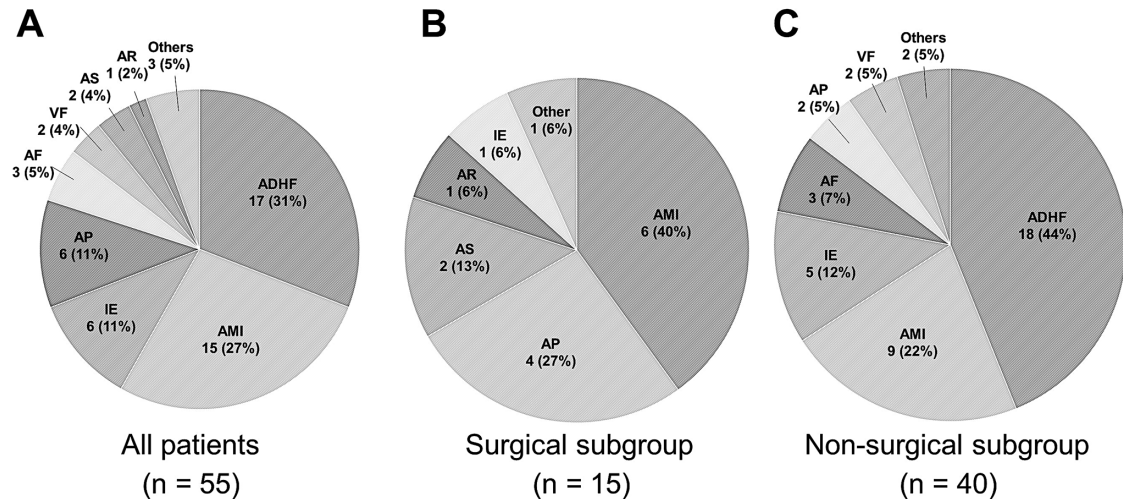 A
ADHF
17 (31%)
AMI
15 (27%)
IE
6 (11%)
AP
6 (11%)
AF
3 (5%)
VF
2 (4%)
AS
2 (4%)
AR
1 (2%)
Others
3 (5%)
All patients
(n = 55)
B
AMI
6 (40%)
AP
4 (27%)
AS
2 (13%)
AR
1 (6%)
IE
1 (6%)
Other
1 (6%)
Surgical subgroup
(n = 15)
C
ADHF
18 (44%)
AMI
9 (22%)
IE
5 (12%)
AF
3 (7%)
AP
2 (5%)
VF
2 (5%)
Others
2 (5%)
Non-surgical subgroup
(n = 40)